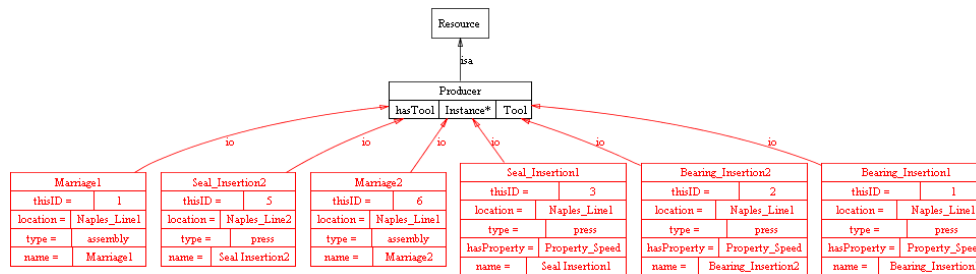 Resource
isa
Producer
hasTool Instance* Tool
io io io io io io
Marriage1
thisID = 1
location = Naples_Line1
type = assembly
name = Marriage1
Seal_Insertion2
thisID = 5
location = Naples_Line2
type = press
name = Seal Insertion2
Marriage2
thisID = 6
location = Naples_Line1
type = assembly
name = Marriage2
Seal_Insertion1
thisID = 3
location = Naples_Line1
type = press
hasProperty = Property_Speed
name = Seal Insertion1
Bearing_Insertion2
thisID = 2
location = Naples_Line1
type = press
hasProperty = Property_Speed
name = Bearing_Insertion2
Bearing_Insertion1
thisID = 1
location = Naples_Line1
type = press
hasProperty = Property_Speed
name = Bearing_Insertion